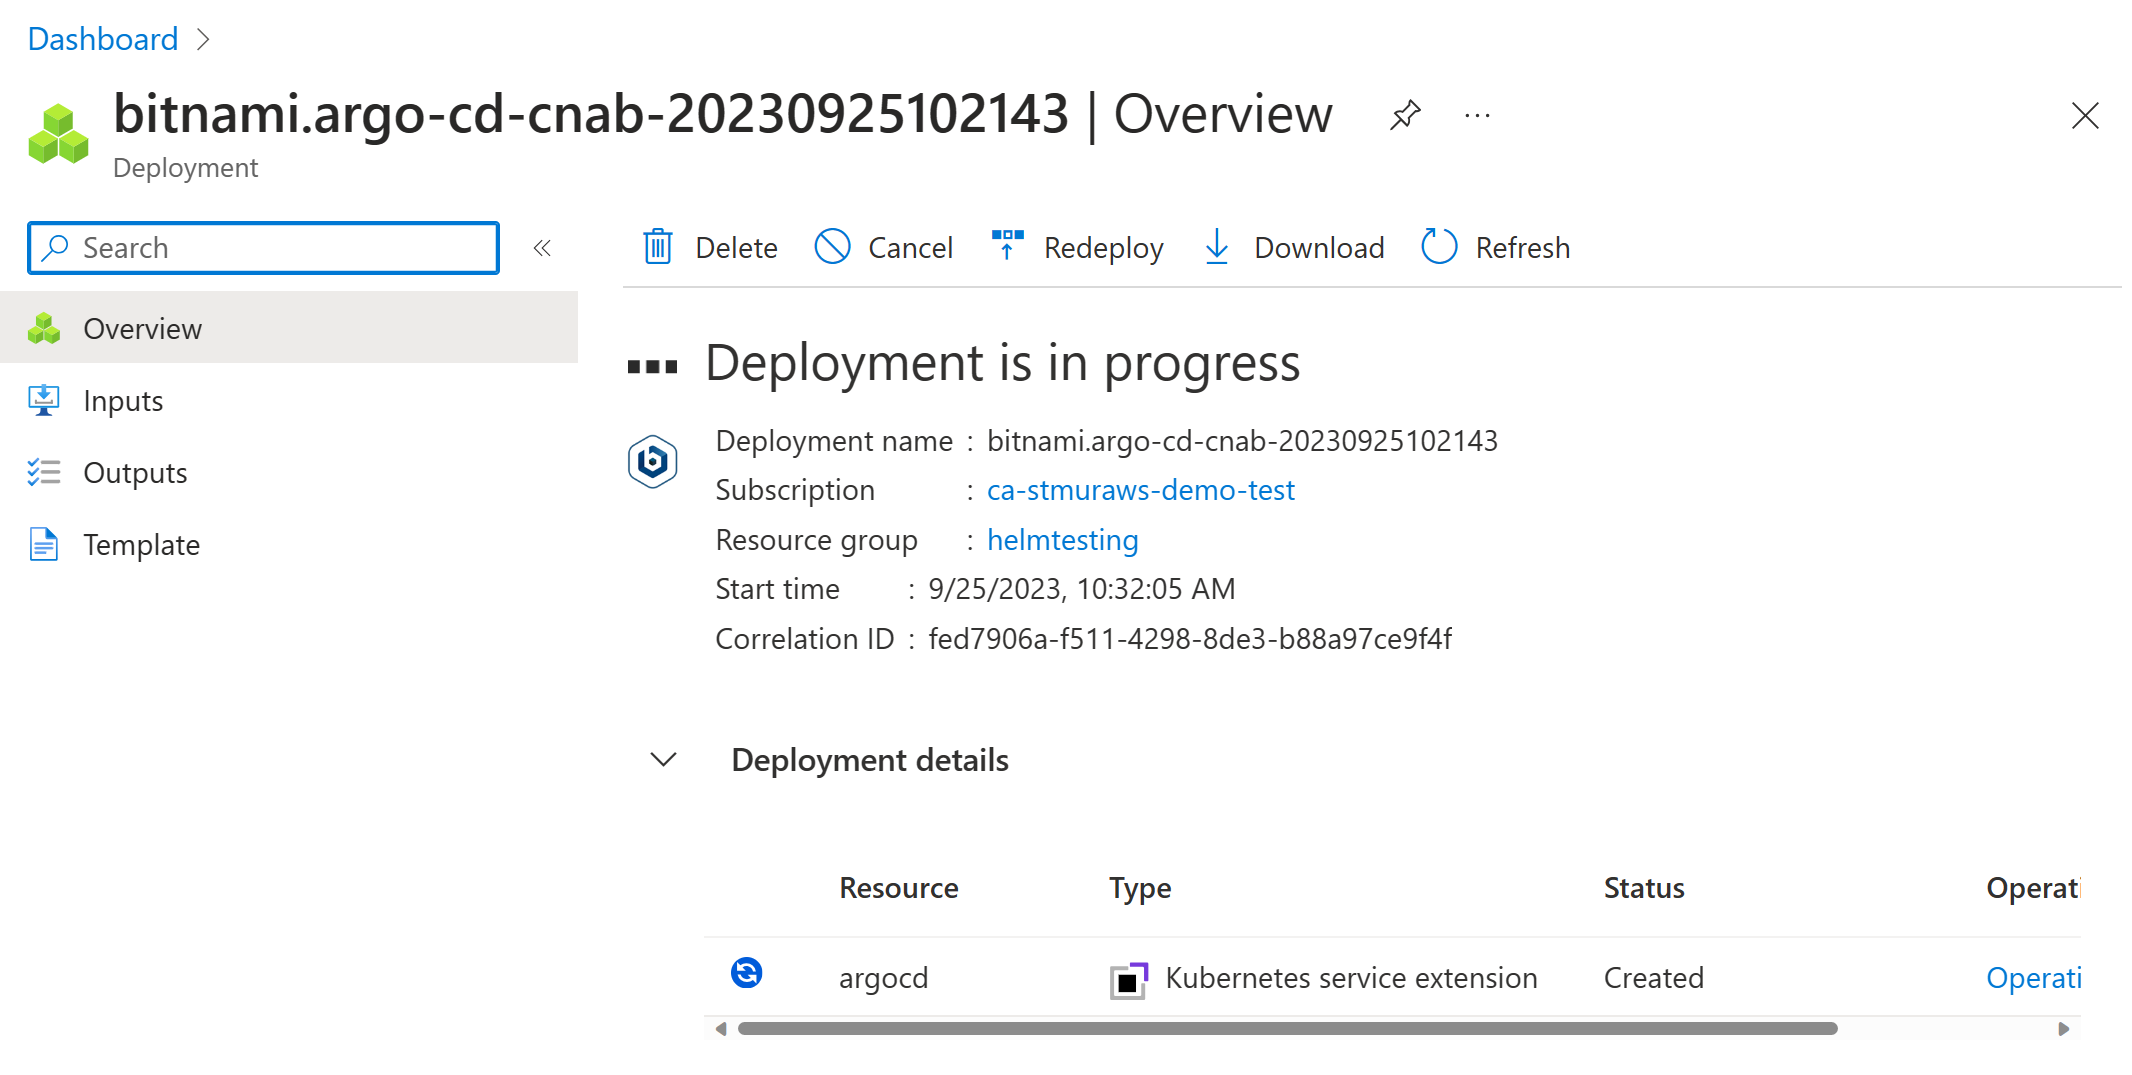 Dashboard
bitnami.argo-cd-cnab-20230925102143 | Overview
Deployment
Search
Delete Cancel Redeploy Download Refresh
Overview
Inputs
Outputs
Template
Deployment is in progress
Deployment name : bitnami.argo-cd-cnab-20230925102143
Subscription : ca-stmuraws-demo-test
Resource group : helmtesting
Start time : 9/25/2023, 10:32:05 AM
Correlation ID : fed7906a-f511-4298-8de3-b88a97ce9f4f
Deployment details
Resource Type Status Operati
argocd Kubernetes service extension Created Operati